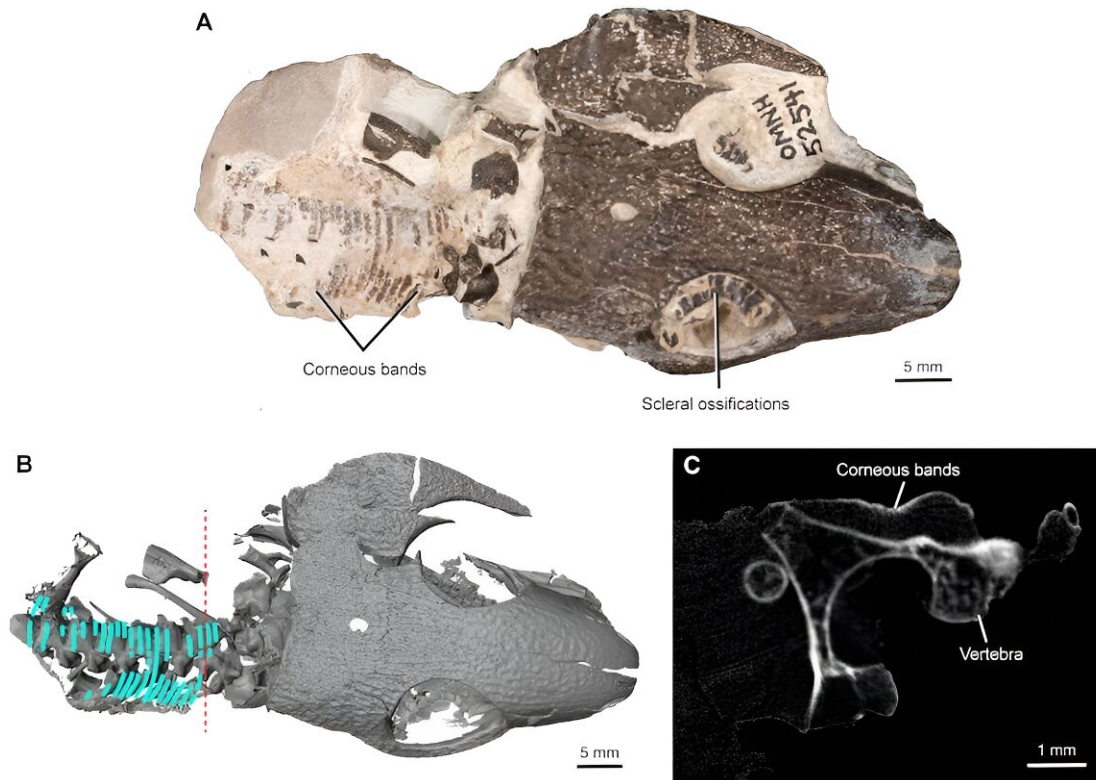 A
OMNH
52541
Corneous bands
Scleral ossifications
5 mm
B
5 mm
C
Corneous bands
Vertebra
1 mm